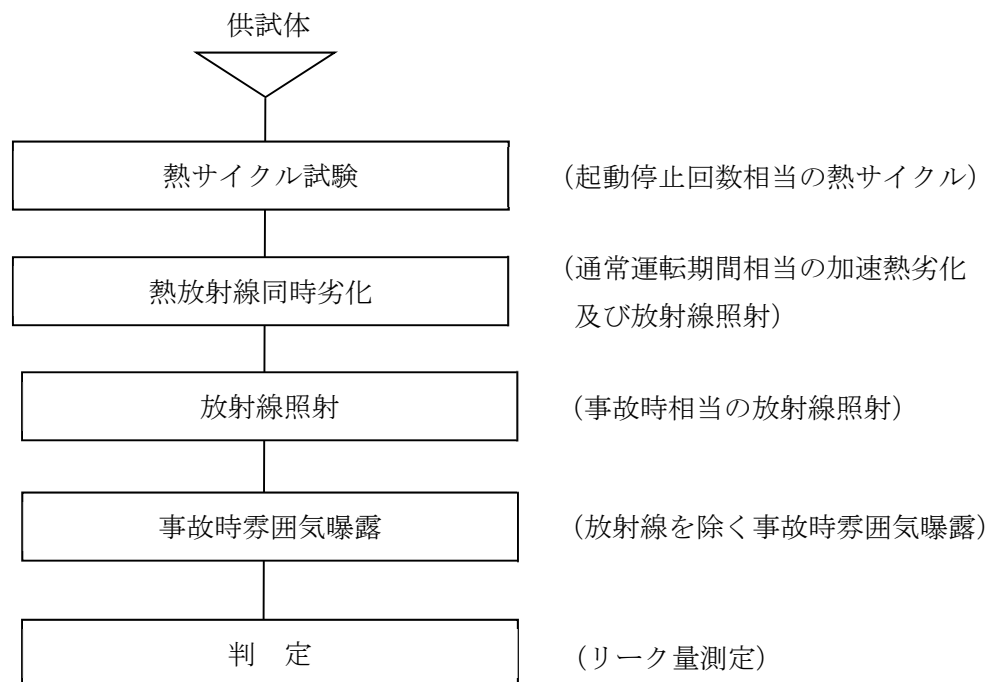 供試体
熱サイクル試験
(起動停止回数相当の熱サイクル)
熱放射線同時劣化
(通常運転期間相当の加速熱劣化
及び放射線照射)
放射線照射
(事故時相当の放射線照射)
事故時雰囲気曝露
(放射線を除く事故時雰囲気曝露)
判　定
(リーク量測定)